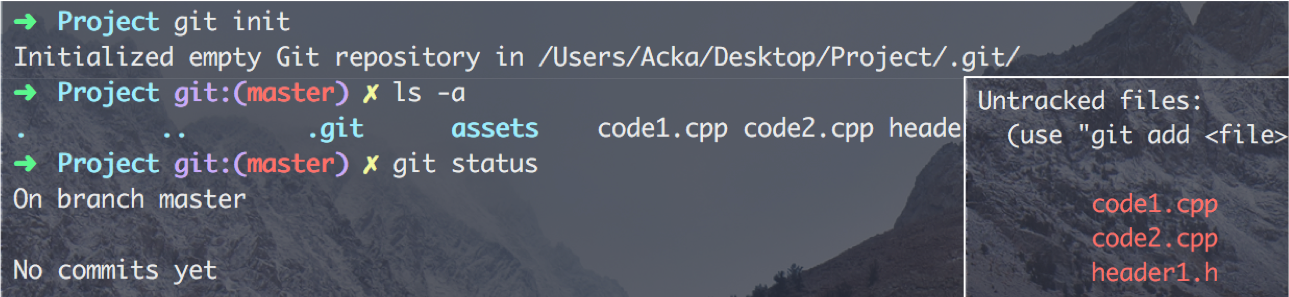 ➜ Project git init
Initialized empty Git repository in /Users/Acka/Desktop/Project/.git/
➜ Project git:(master) ✗ ls -a
. .. .git assets code1.cpp code2.cpp heade
➜ Project git:(master) ✗ git status
On branch master
No commits yet
Untracked files:
(use "git add <file>
code1.cpp
code2.cpp
header1.h